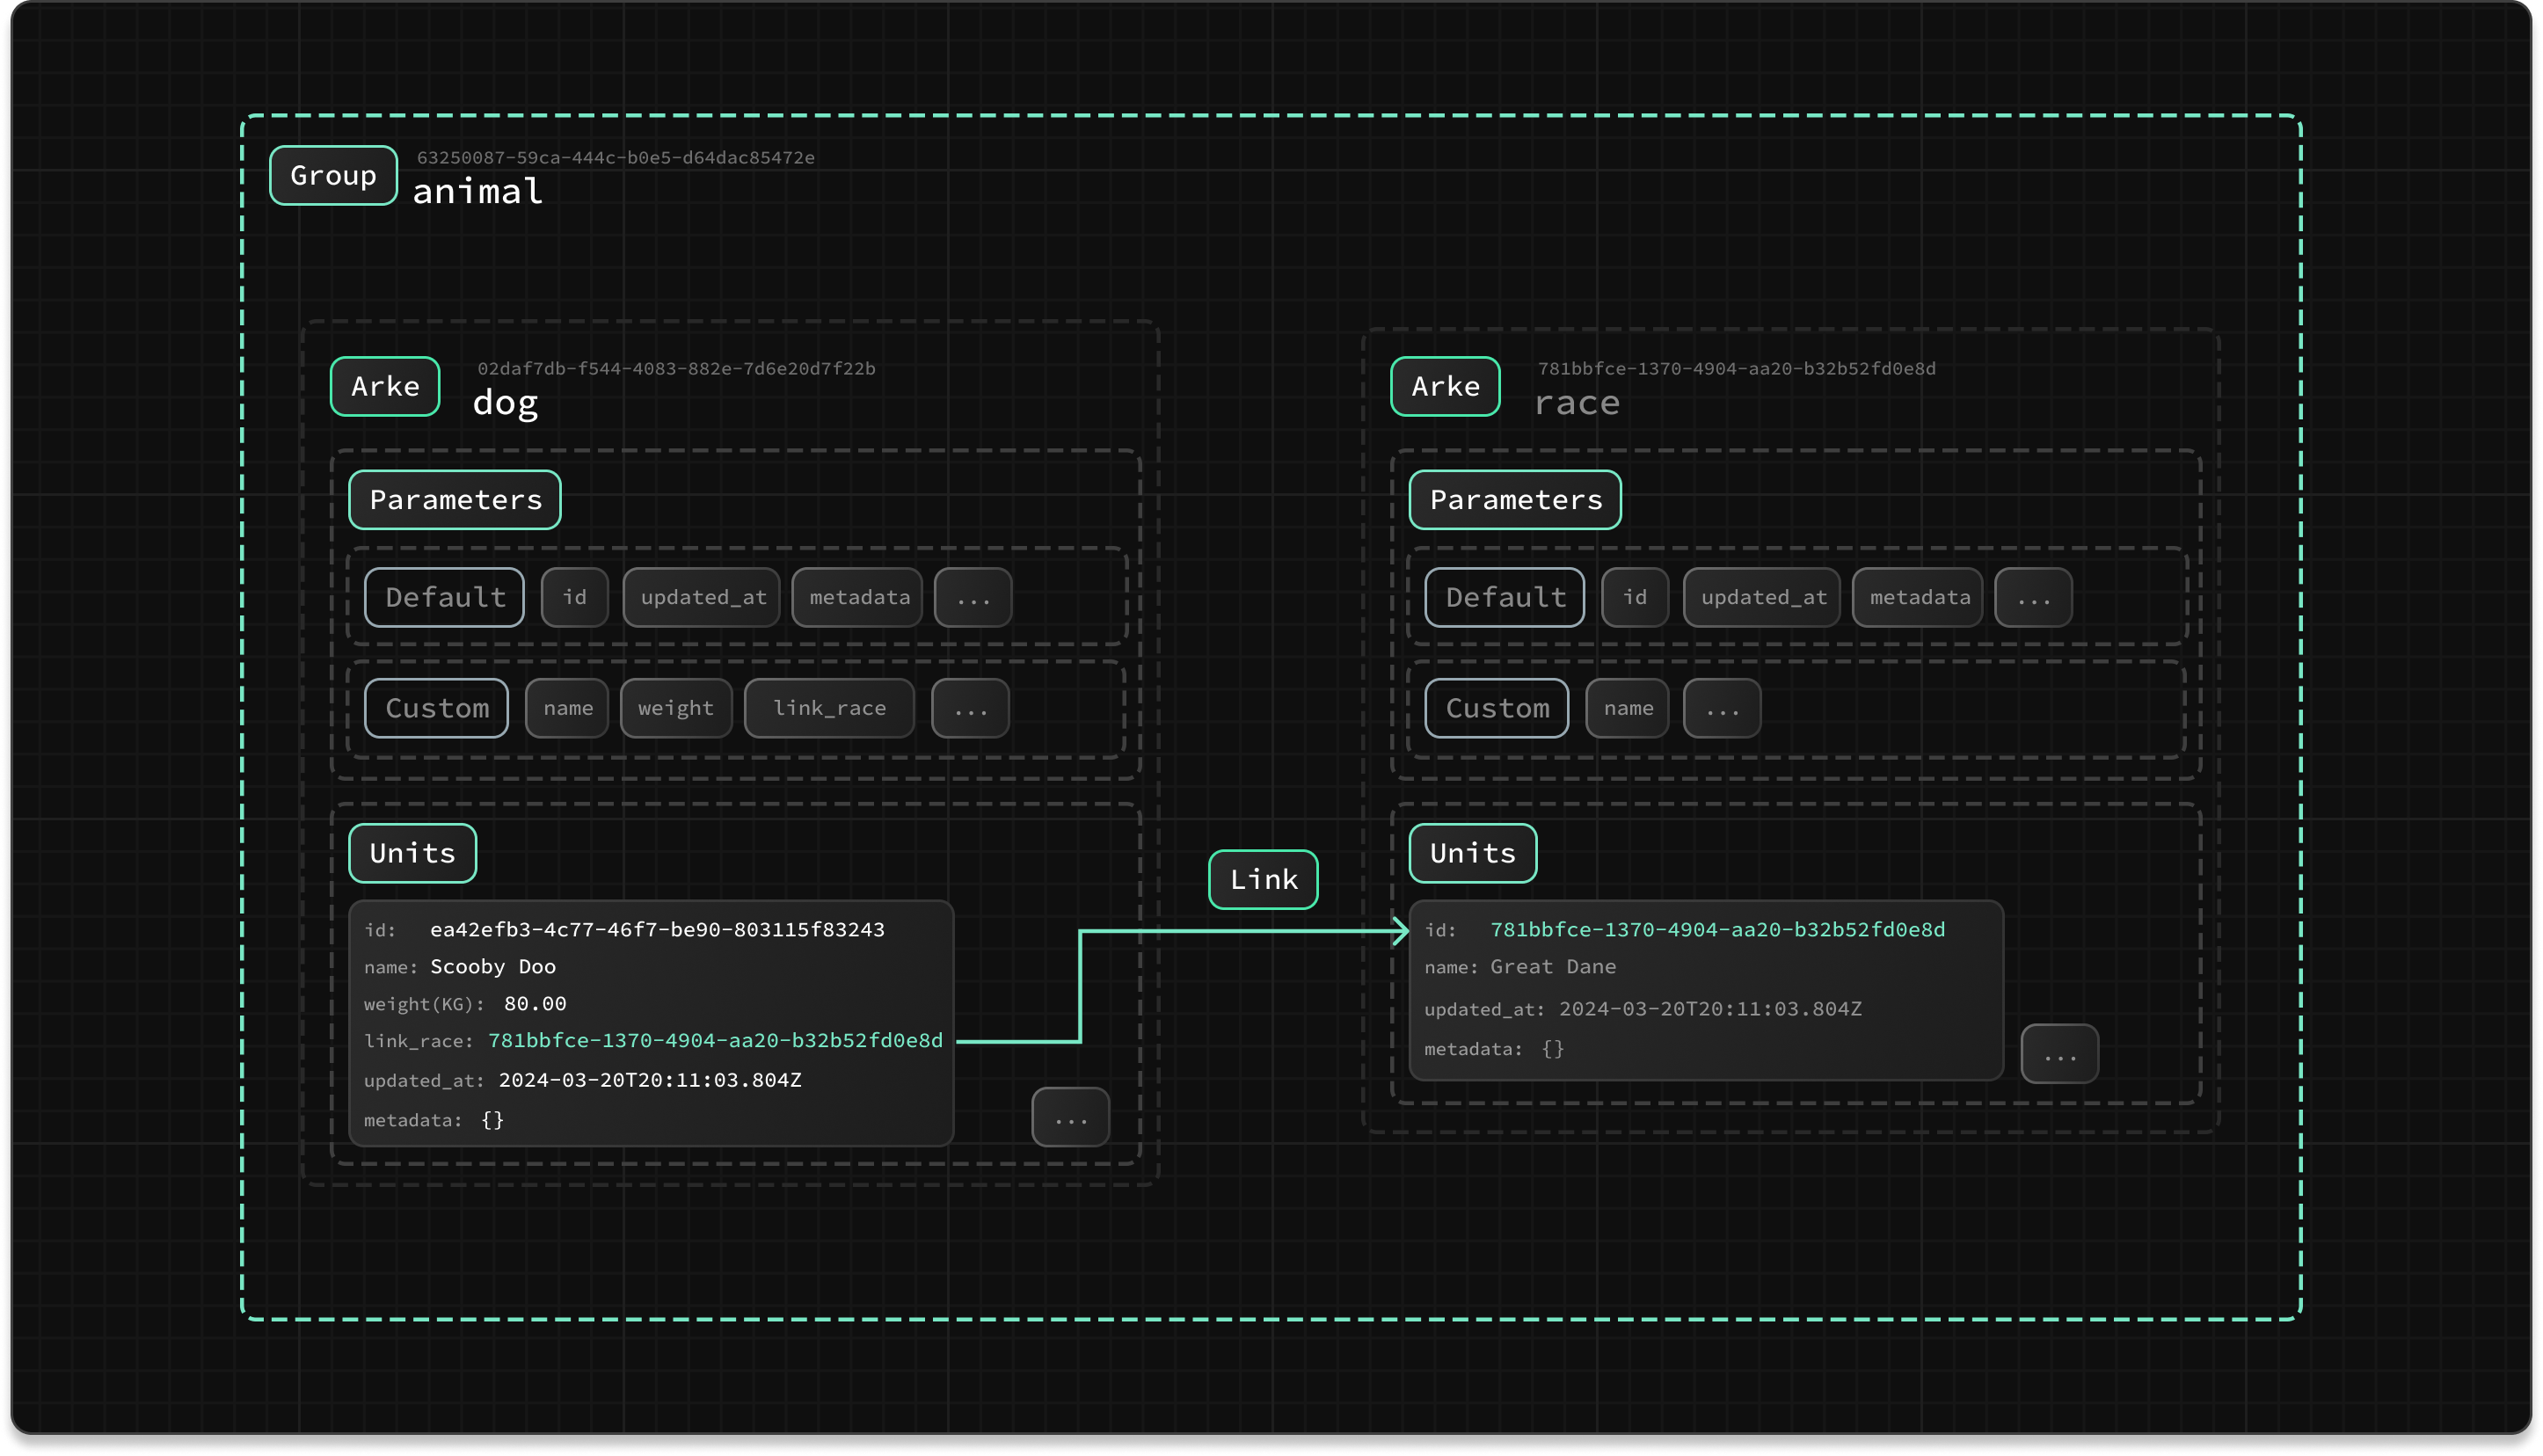 Group
63250087-59ca-444c-b0e5-d64dac85472e
animal
Arke
02daf7db-f544-4083-882e-7d6e20d7f22b
dog
Parameters
Default id updated_at metadata ...
Custom name weight link_race ...
Units
id: ea42efb3-4c77-46f7-be90-803115f83243
name: Scooby Doo
weight(KG): 80.00
link_race: 781bbfce-1370-4904-aa20-b32b52fd0e8d
updated_at: 2024-03-20T20:11:03.804Z
metadata: {}
...
Link
Arke
781bbfce-1370-4904-aa20-b32b52fd0e8d
race
Parameters
Default id updated_at metadata ...
Custom name ...
Units
id: 781bbfce-1370-4904-aa20-b32b52fd0e8d
name: Great Dane
updated_at: 2024-03-20T20:11:03.804Z
metadata: {}
...